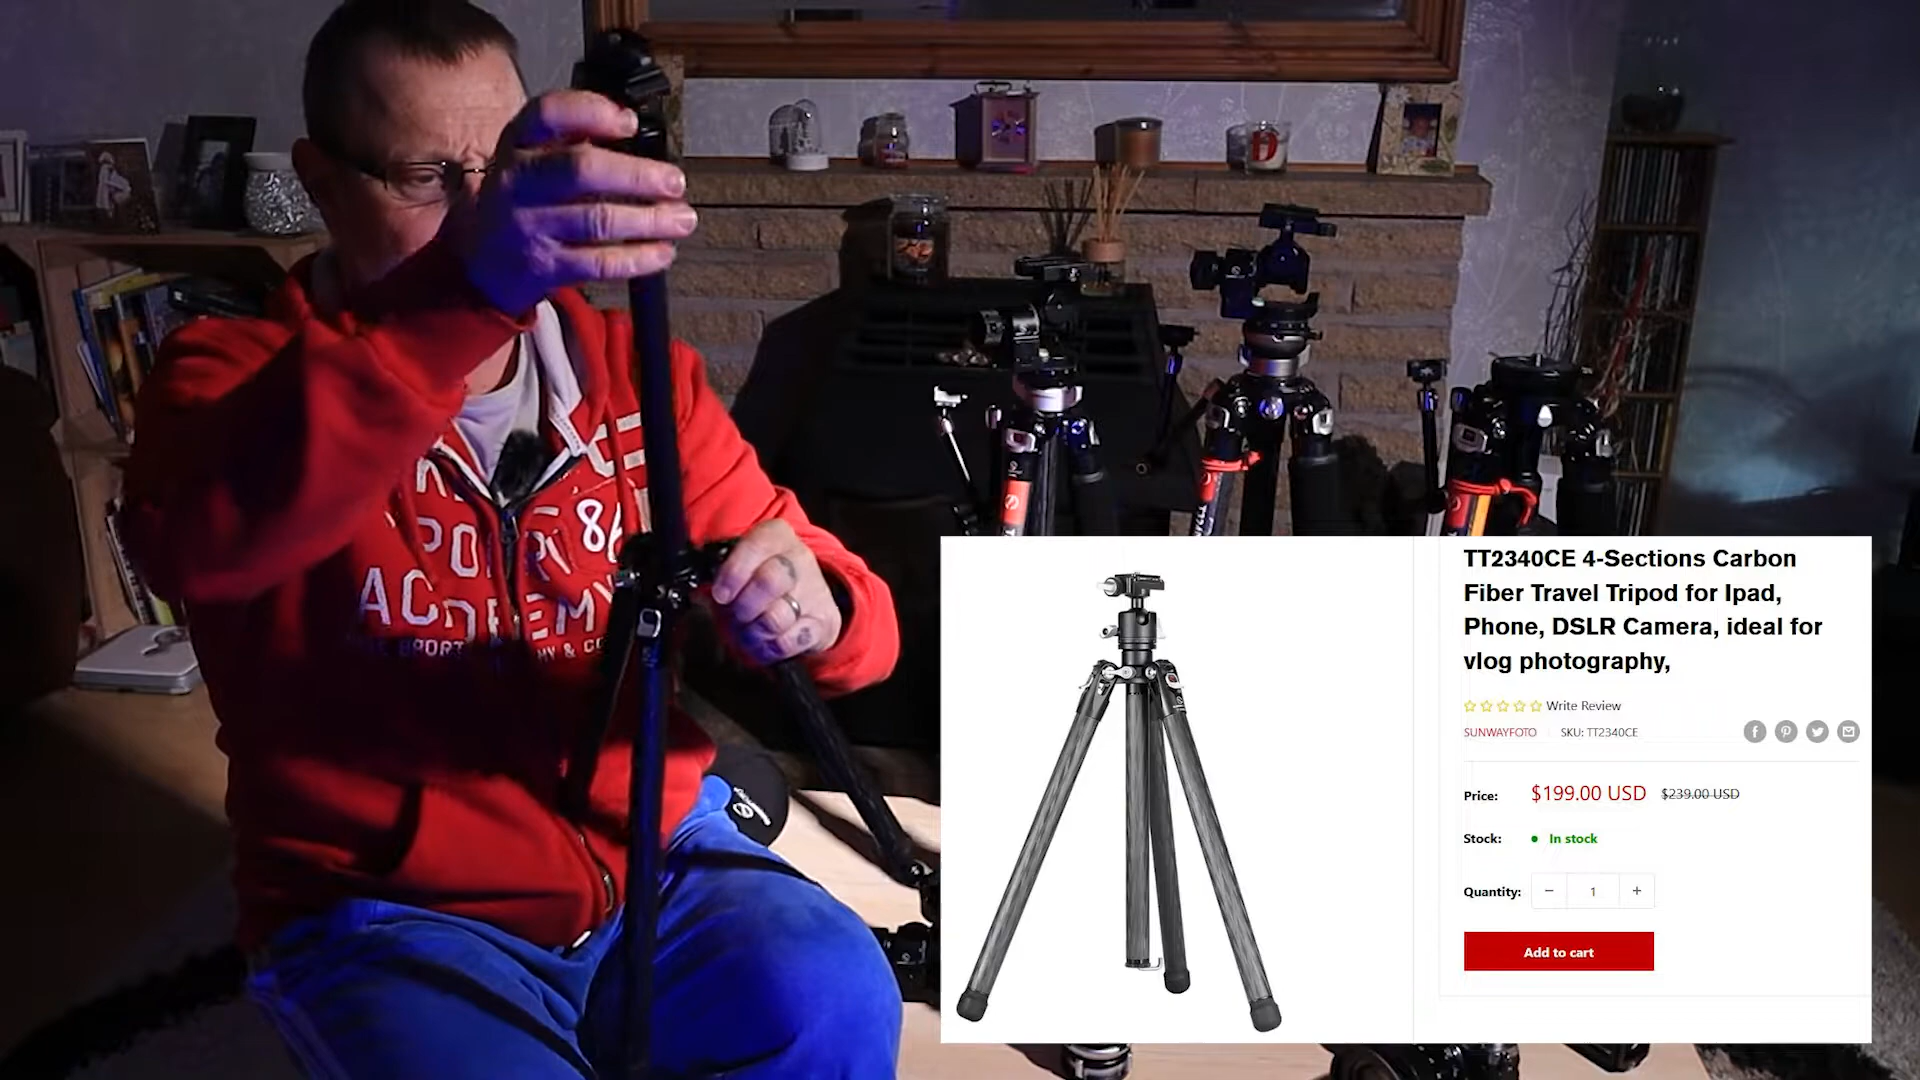 86
ACADEMY
D
TT2340CE 4-Sections Carbon
Fiber Travel Tripod for Ipad,
Phone, DSLR Camera, ideal for
vlog photography,
Write Review
SUNWAYFOTO SKU: TT2340CE
Price: $199.00 USD $239.00 USD
Stock: In stock
Quantity: − 1 +
Add to cart